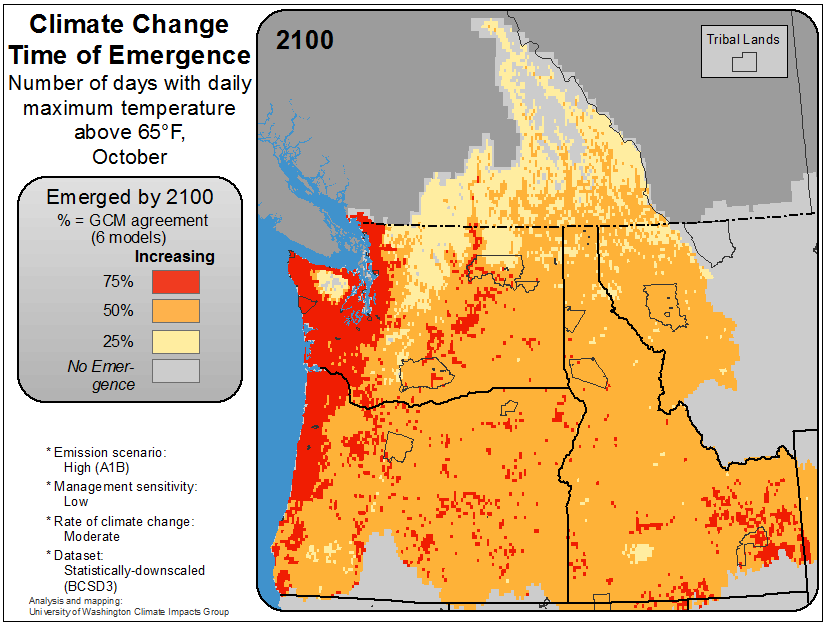 Climate Change
Time of Emergence
Number of days with daily
maximum temperature
above 65°F,
October
2100
Tribal Lands
Emerged by 2100
% = GCM agreement
(6 models)
Increasing
75%
50%
25%
No Emer-
gence
* Emission scenario:
High (A1B)
* Management sensitivity:
Low
* Rate of climate change:
Moderate
* Dataset:
Statistically-downscaled
(BCSD3)
Analysis and mapping:
University of Washington Climate Impacts Group